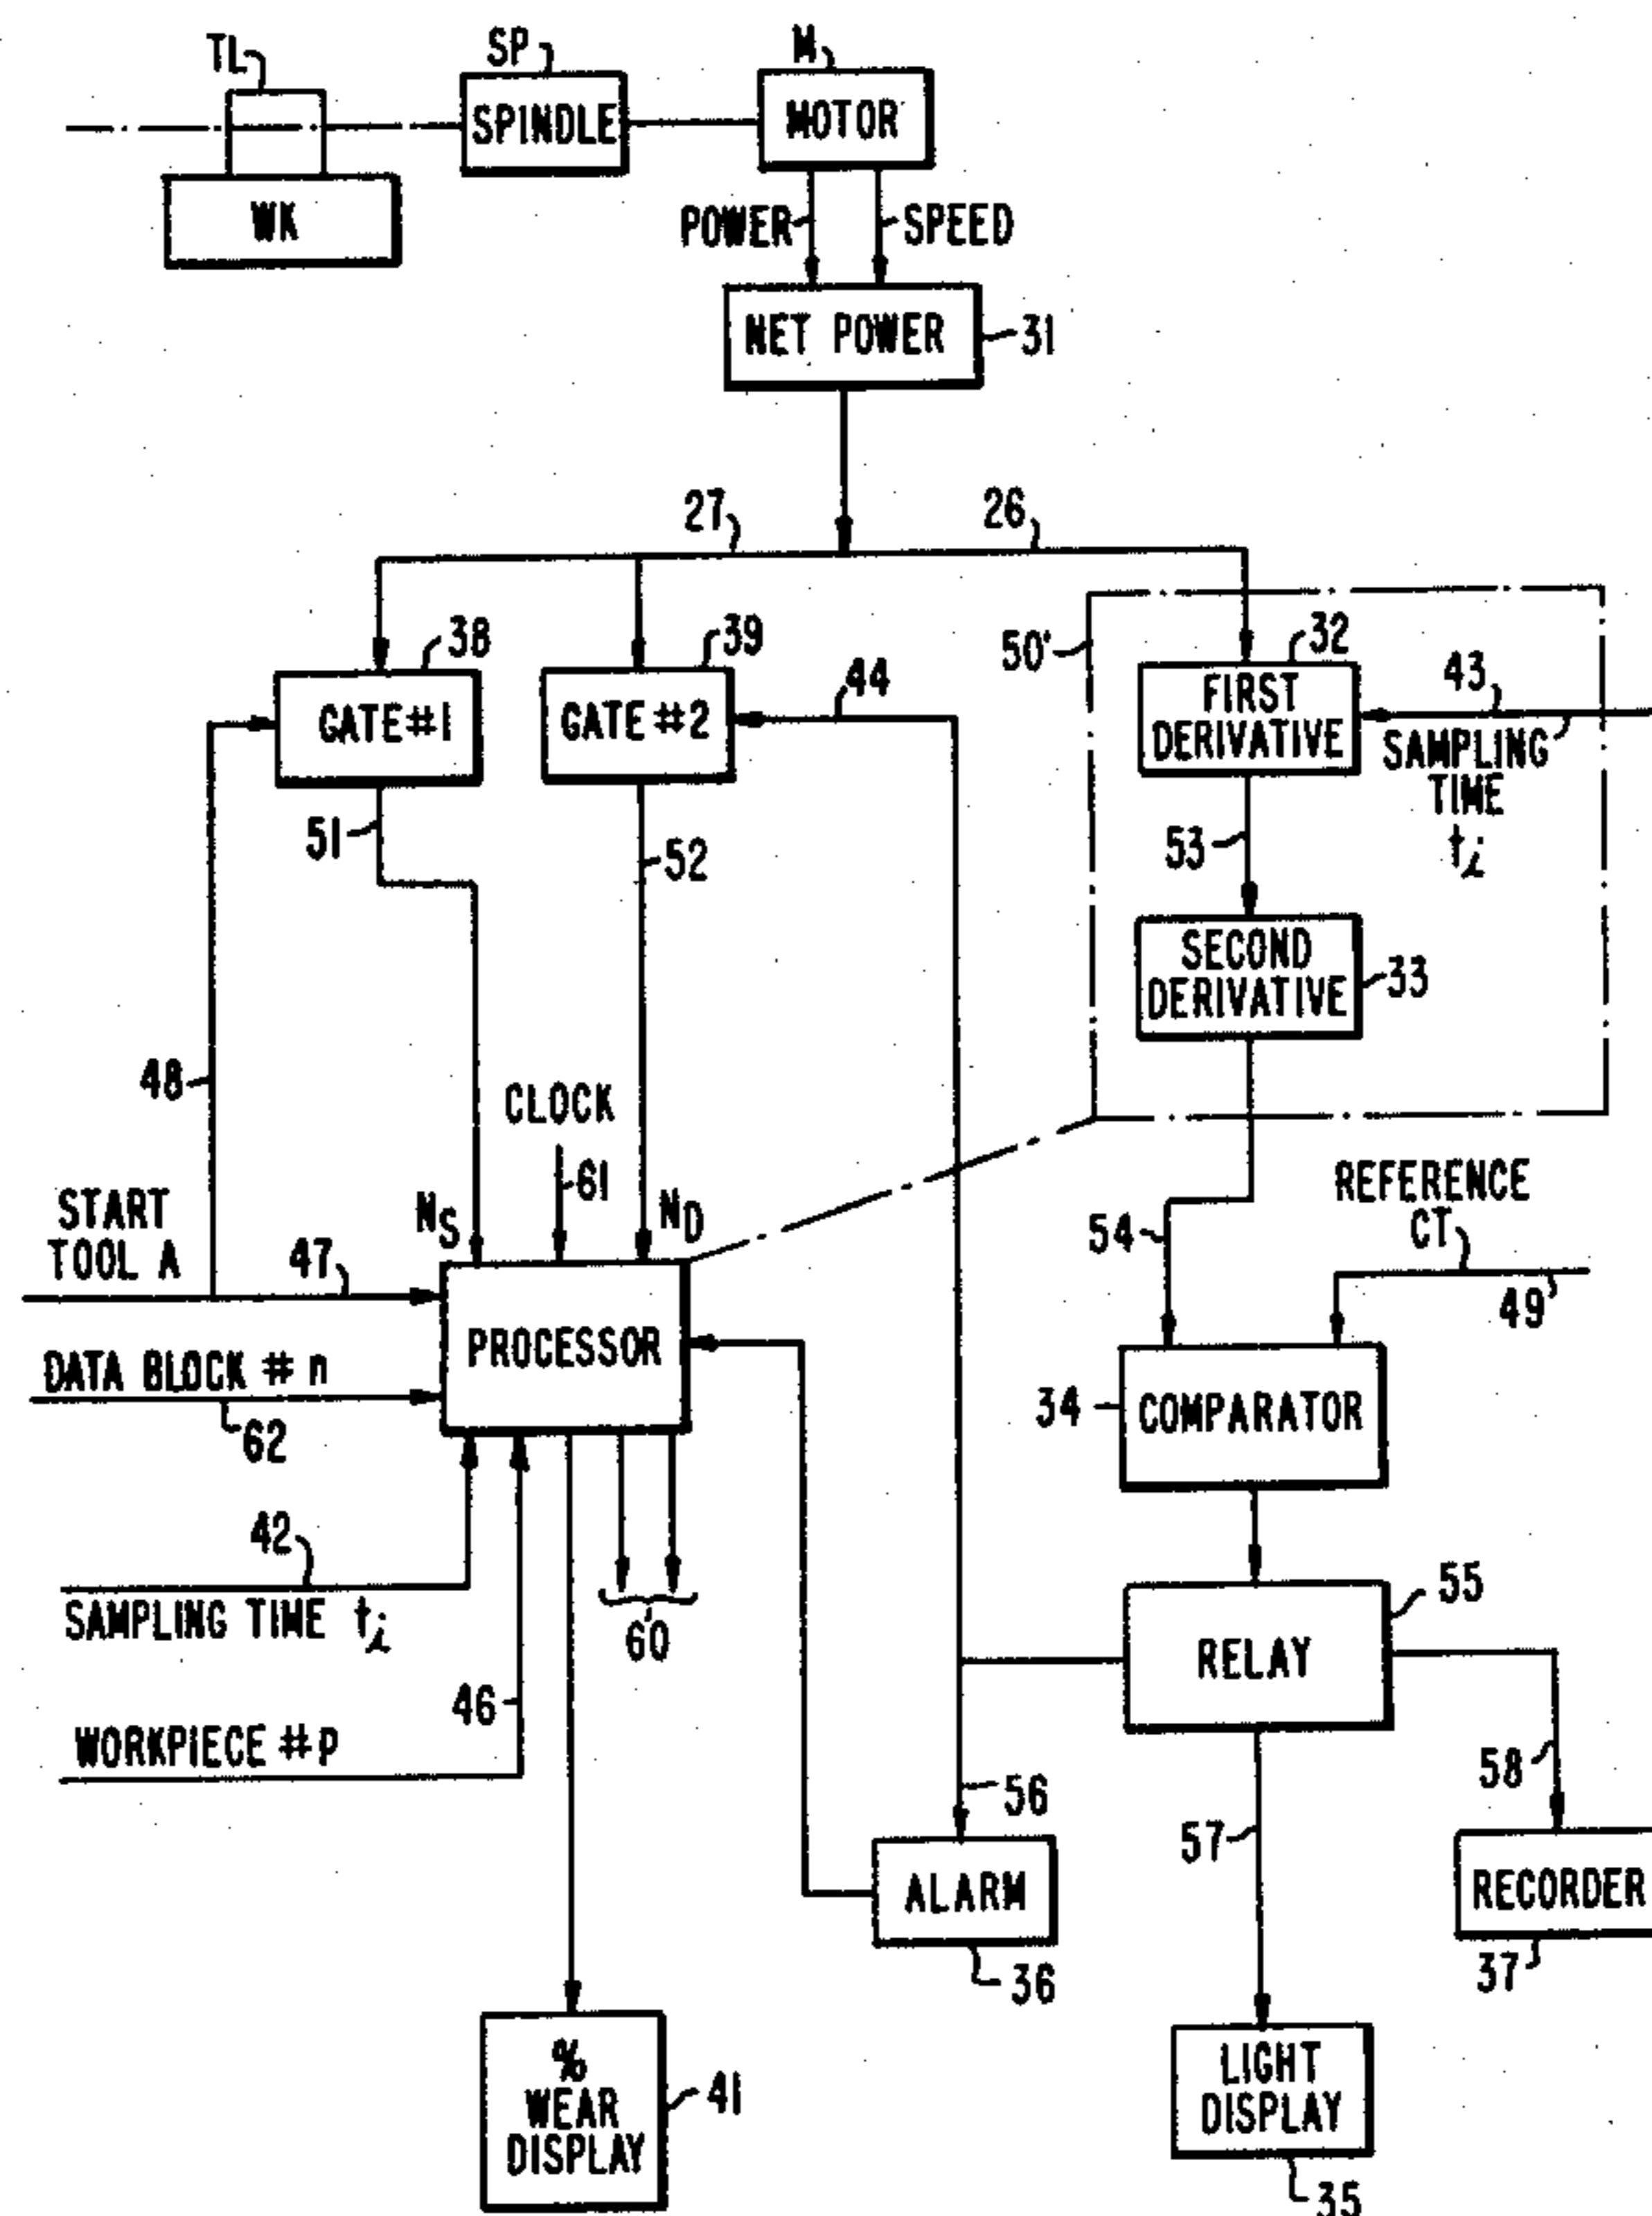 TL
SP
M
SPINDLE
MOTOR
WK
POWER
SPEED
NET POWER
31
27
26
38
39
44
50'
32
43
GATE #1
GATE #2
FIRST
DERIVATIVE
SAMPLING
TIME
ti
51
52
53
SECOND
DERIVATIVE
33
48
CLOCK
61
NS
ND
START
TOOL A
47
54
REFERENCE
CT
49'
PROCESSOR
DATA BLOCK # n
62
34
COMPARATOR
42
SAMPLING TIME ti
60
55
RELAY
46
WORKPIECE #p
56
57
58
ALARM
36
RECORDER
37
%
WEAR
DISPLAY
41
LIGHT
DISPLAY
35